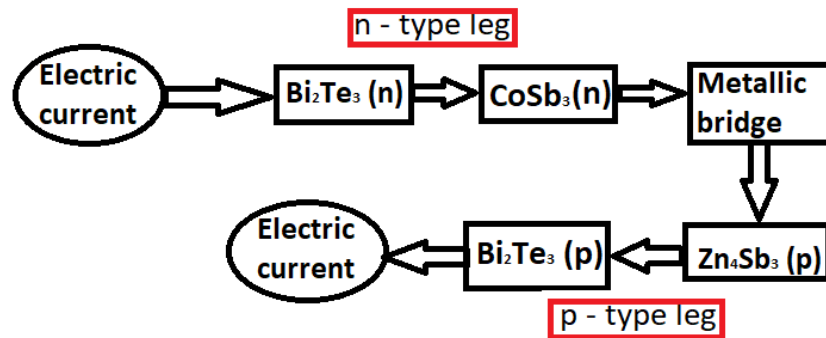 n - type leg
Electric
current
Bi₂Te₃ (n)
CoSb₃(n)
Metallic
bridge
Electric
current
Bi₂Te₃ (p)
Zn₄Sb₃ (p)
p - type leg